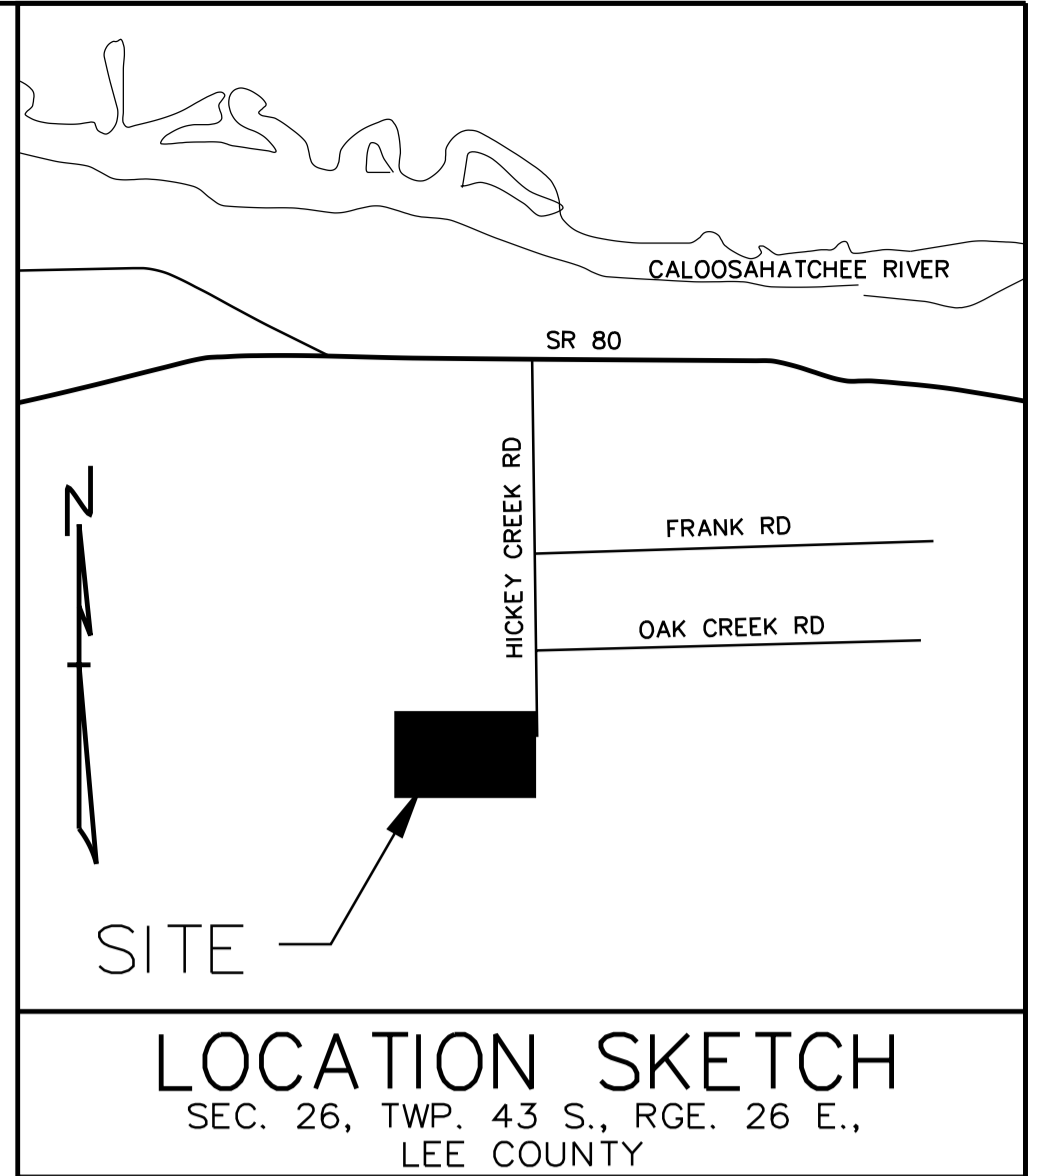 CALOOSAHATCHEE RIVER
SR 80
HICKEY CREEK RD
FRANK RD
OAK CREEK RD
N
SITE
LOCATION SKETCH
SEC. 26, TWP. 43 S., RGE. 26 E.,
LEE COUNTY